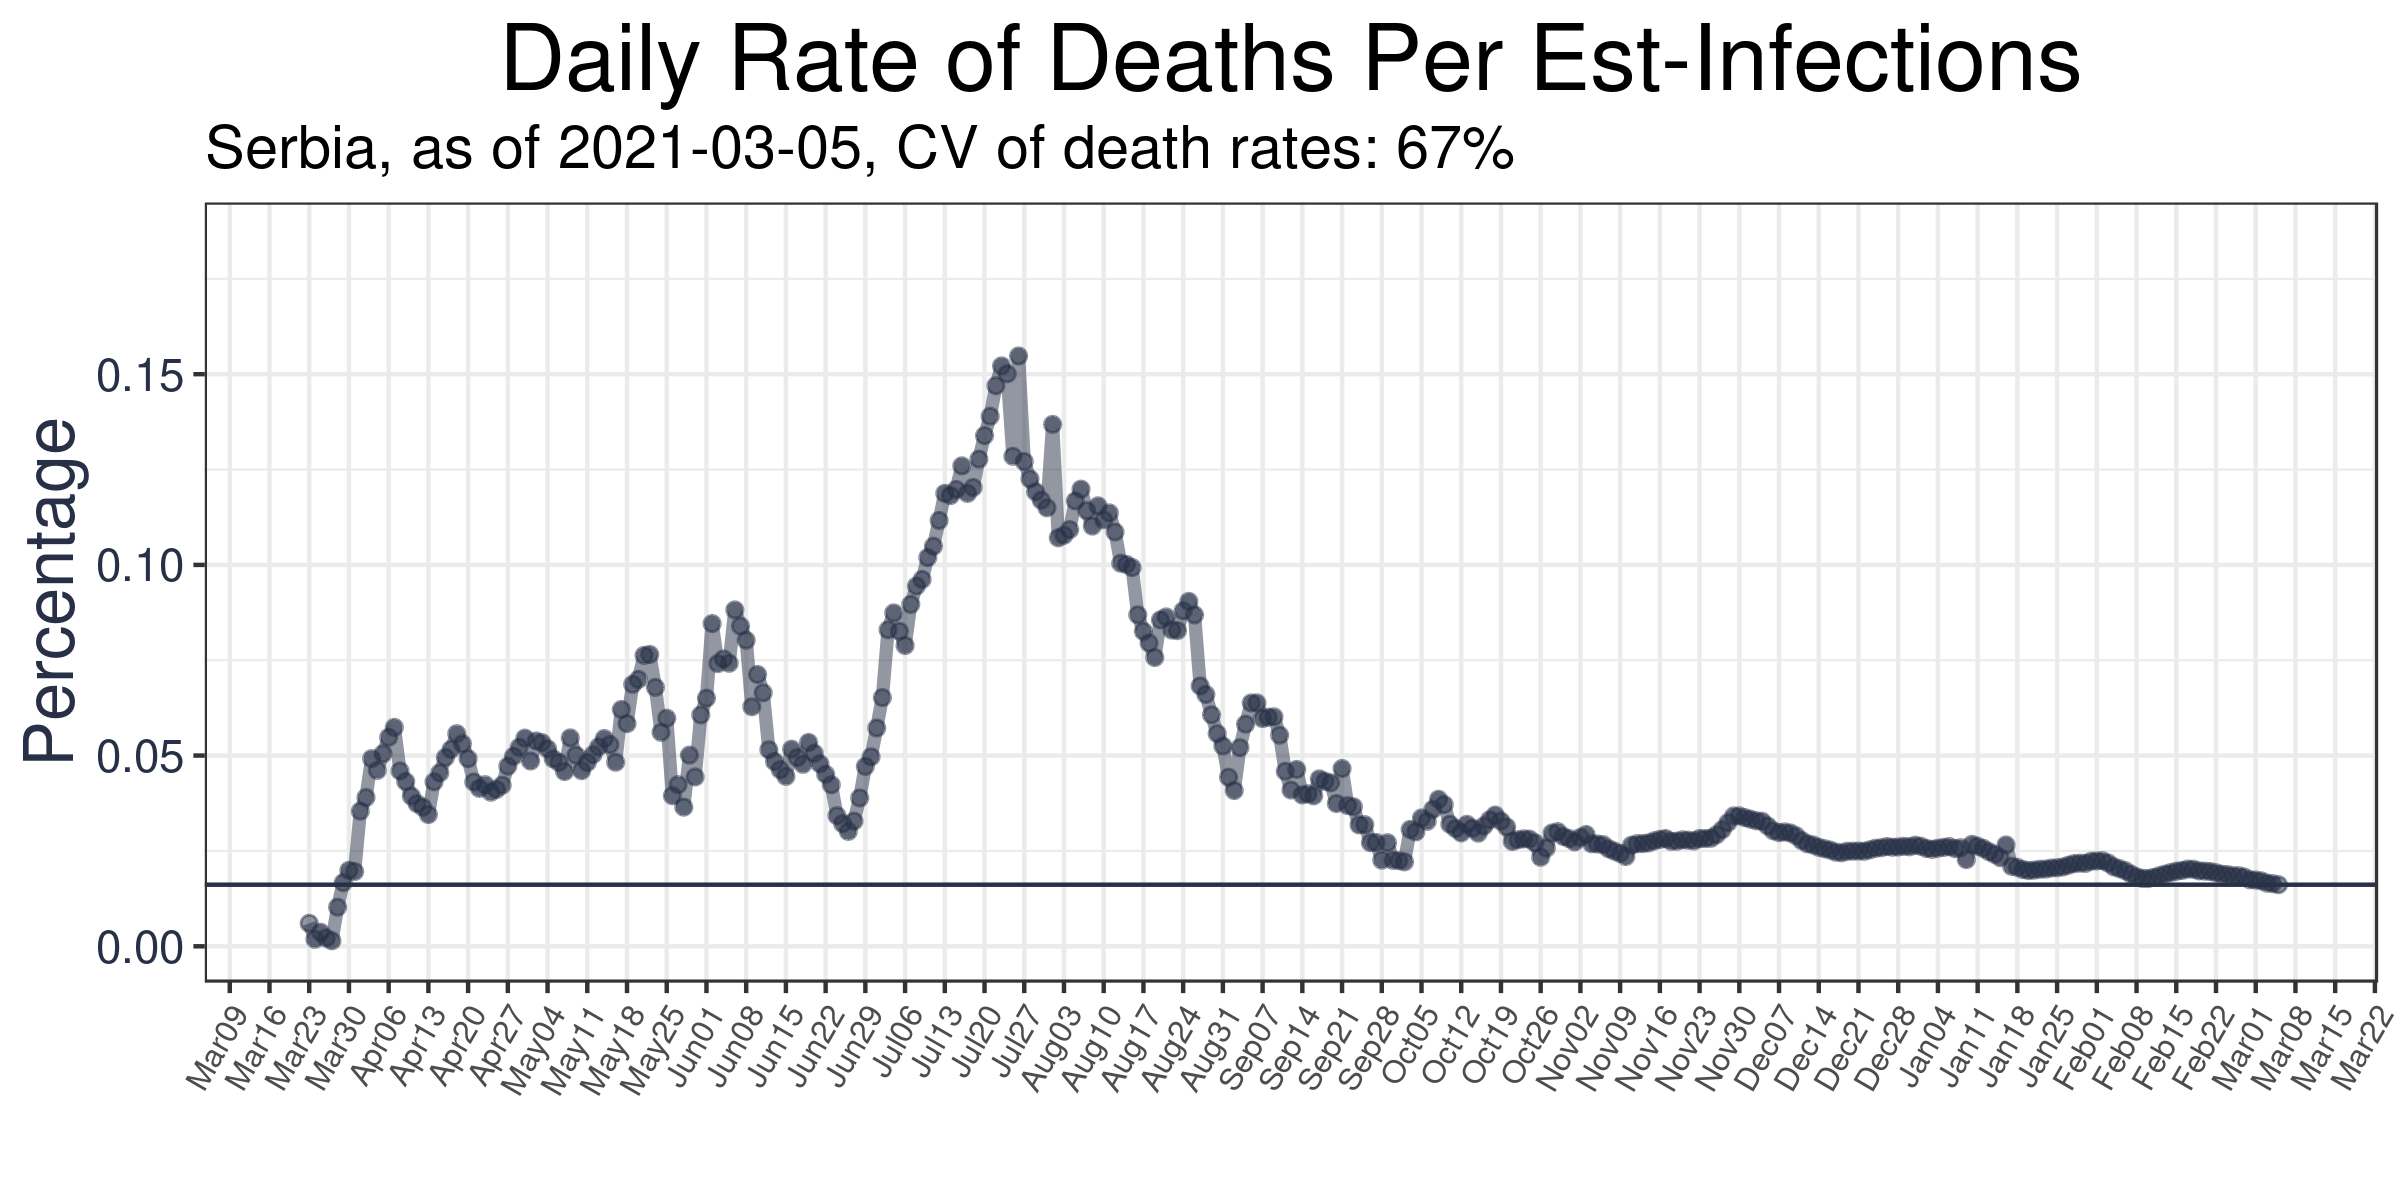 Daily Rate of Deaths Per Est-Infections
Serbia, as of 2021-03-05, CV of death rates: 67%
Percentage
0.15
0.10
0.05
0.00
Mar09 Mar16 Mar23 Mar30 Apr06 Apr13 Apr20 Apr27 May04 May11 May18 May25 Jun01 Jun08 Jun15 Jun22 Jun29 Jul06 Jul13 Jul20 Jul27 Aug03 Aug10 Aug17 Aug24 Aug31 Sep07 Sep14 Sep21 Sep28 Oct05 Oct12 Oct19 Oct26 Nov02 Nov09 Nov16 Nov23 Nov30 Dec07 Dec14 Dec21 Dec28 Jan04 Jan11 Jan18 Jan25 Feb01 Feb08 Feb15 Feb22 Mar01 Mar08 Mar15 Mar22